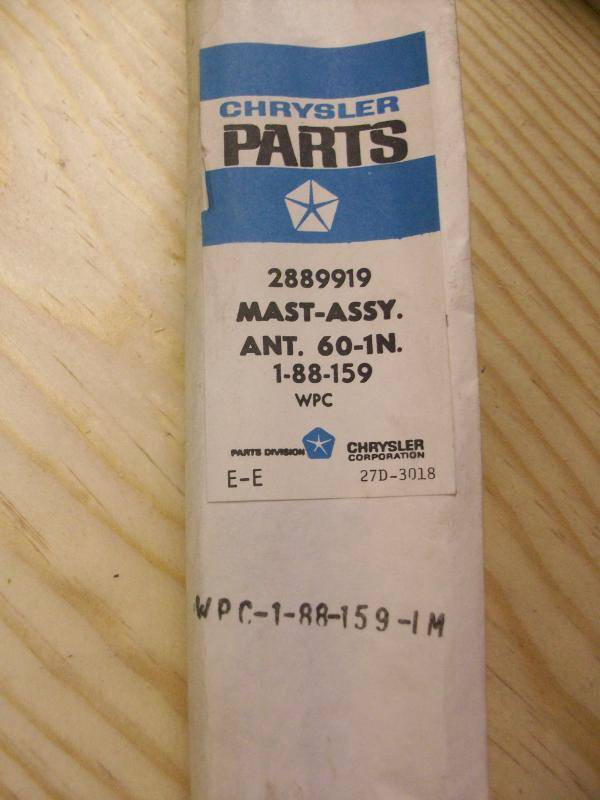 CHRYSLER
PARTS
2889919
MAST-ASSY.
ANT. 60-IN.
1-88-159
WPC
PARTS DIVISION CHRYSLER
CORPORATION
E-E 27D-3018
WPC-1-88-159-1M